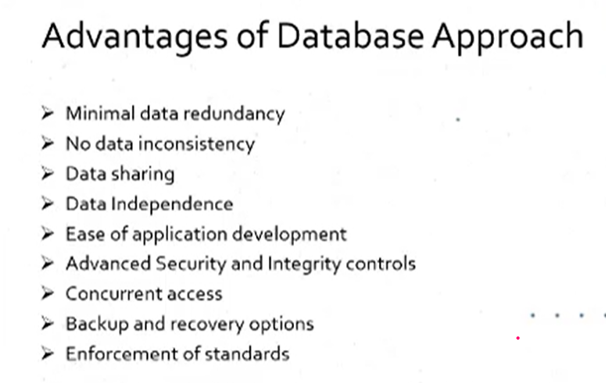 Advantages of Database Approach
➤ Minimal data redundancy
➤ No data inconsistency
➤ Data sharing
➤ Data Independence
➤ Ease of application development
➤ Advanced Security and Integrity controls
➤ Concurrent access
➤ Backup and recovery options
➤ Enforcement of standards